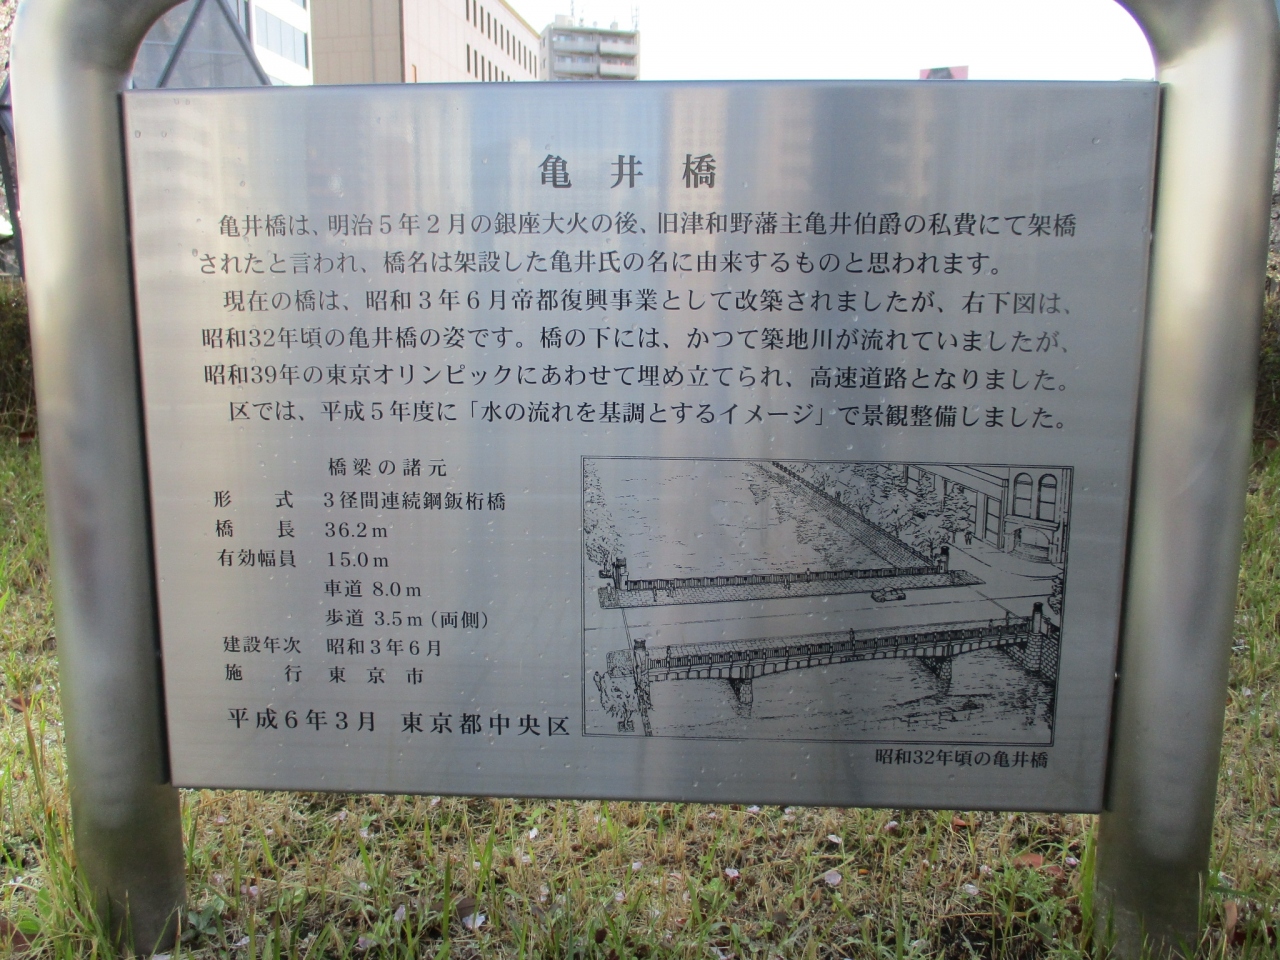 亀井橋
亀井橋は、明治5年2月の銀座大火の後、旧津和野藩主亀井伯爵の私費にて架橋
されたと言われ、橋名は架設した亀井氏の名に由来するものと思われます。
現在の橋は、昭和3年6月帝都復興事業として改築されましたが、右下図は、
昭和32年頃の亀井橋の姿です。橋の下には、かつて築地川が流れていましたが、
昭和39年の東京オリンピックにあわせて埋め立てられ、高速道路となりました。
区では、平成5年度に「水の流れを基調とするイメージ」で景観整備しました。
橋梁の諸元
形　式　3径間連続鋼鈑桁橋
橋　長　36.2m
有効幅員　15.0m
車道 8.0m
歩道 3.5m（両側）
建設年次　昭和3年6月
施　行　東京市
平成6年3月　東京都中央区
昭和32年頃の亀井橋